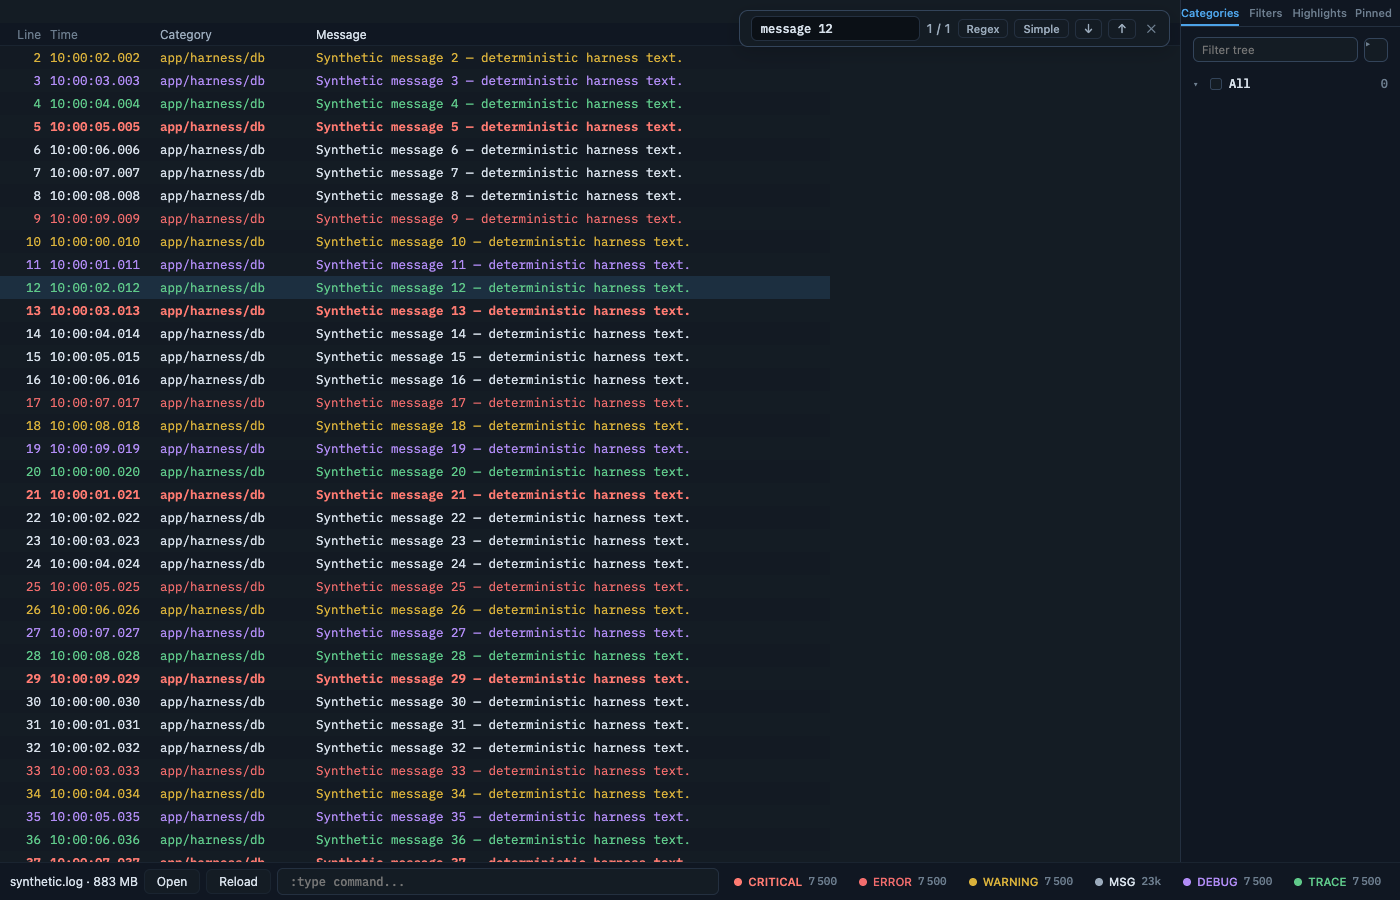 message 12 1 / 1 Regex Simple ↓ ↑ ×
Categories Filters Highlights Pinned
Line Time Category Message
Filter tree
All 0
2 10:00:02.002 app/harness/db Synthetic message 2 — deterministic harness text.
3 10:00:03.003 app/harness/db Synthetic message 3 — deterministic harness text.
4 10:00:04.004 app/harness/db Synthetic message 4 — deterministic harness text.
5 10:00:05.005 app/harness/db Synthetic message 5 — deterministic harness text.
6 10:00:06.006 app/harness/db Synthetic message 6 — deterministic harness text.
7 10:00:07.007 app/harness/db Synthetic message 7 — deterministic harness text.
8 10:00:08.008 app/harness/db Synthetic message 8 — deterministic harness text.
9 10:00:09.009 app/harness/db Synthetic message 9 — deterministic harness text.
10 10:00:00.010 app/harness/db Synthetic message 10 — deterministic harness text.
11 10:00:01.011 app/harness/db Synthetic message 11 — deterministic harness text.
12 10:00:02.012 app/harness/db Synthetic message 12 — deterministic harness text.
13 10:00:03.013 app/harness/db Synthetic message 13 — deterministic harness text.
14 10:00:04.014 app/harness/db Synthetic message 14 — deterministic harness text.
15 10:00:05.015 app/harness/db Synthetic message 15 — deterministic harness text.
16 10:00:06.016 app/harness/db Synthetic message 16 — deterministic harness text.
17 10:00:07.017 app/harness/db Synthetic message 17 — deterministic harness text.
18 10:00:08.018 app/harness/db Synthetic message 18 — deterministic harness text.
19 10:00:09.019 app/harness/db Synthetic message 19 — deterministic harness text.
20 10:00:00.020 app/harness/db Synthetic message 20 — deterministic harness text.
21 10:00:01.021 app/harness/db Synthetic message 21 — deterministic harness text.
22 10:00:02.022 app/harness/db Synthetic message 22 — deterministic harness text.
23 10:00:03.023 app/harness/db Synthetic message 23 — deterministic harness text.
24 10:00:04.024 app/harness/db Synthetic message 24 — deterministic harness text.
25 10:00:05.025 app/harness/db Synthetic message 25 — deterministic harness text.
26 10:00:06.026 app/harness/db Synthetic message 26 — deterministic harness text.
27 10:00:07.027 app/harness/db Synthetic message 27 — deterministic harness text.
28 10:00:08.028 app/harness/db Synthetic message 28 — deterministic harness text.
29 10:00:09.029 app/harness/db Synthetic message 29 — deterministic harness text.
30 10:00:00.030 app/harness/db Synthetic message 30 — deterministic harness text.
31 10:00:01.031 app/harness/db Synthetic message 31 — deterministic harness text.
32 10:00:02.032 app/harness/db Synthetic message 32 — deterministic harness text.
33 10:00:03.033 app/harness/db Synthetic message 33 — deterministic harness text.
34 10:00:04.034 app/harness/db Synthetic message 34 — deterministic harness text.
35 10:00:05.035 app/harness/db Synthetic message 35 — deterministic harness text.
36 10:00:06.036 app/harness/db Synthetic message 36 — deterministic harness text.
synthetic.log · 883 MB Open Reload :type command... CRITICAL 7 500 ERROR 7 500 WARNING 7 500 MSG 23k DEBUG 7 500 TRACE 7 500